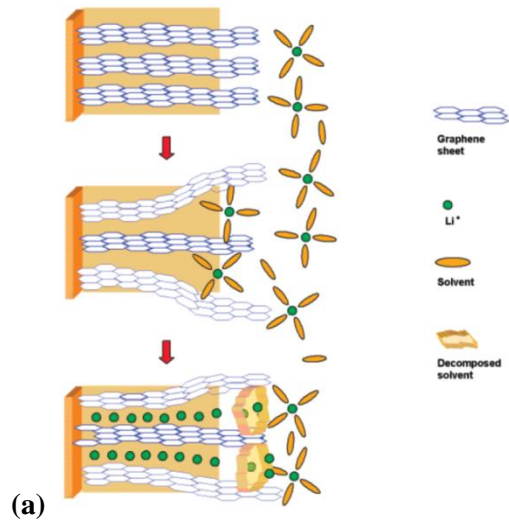 Graphene
sheet
Li+
Solvent
Decomposed
solvent
(a)